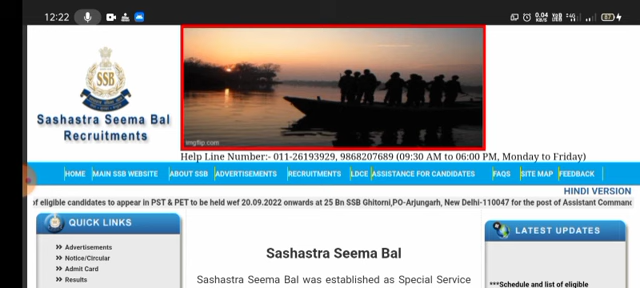 12:22
0.04 KB/S
87
SSB
Sashastra Seema Bal
Recruitments
imgflip.com
Help Line Number:- 011-26193929, 9868207689 (09:30 AM to 06:00 PM, Monday to Friday)
HOME MAIN SSB WEBSITE ABOUT SSB ADVERTISEMENTS RECRUITMENTS LDCE ASSISTANCE FOR CANDIDATES FAQS SITE MAP FEEDBACK
HINDI VERSION
of eligible candidates to appear in PST & PET to be held wef 20.09.2022 onwards at 25 Bn SSB Ghitorni,PO-Arjungarh, New Delhi-110047 for the post of Assistant Commanc
QUICK LINKS
Advertisements
Notice/Circular
Admit Card
Results
Sashastra Seema Bal
Sashastra Seema Bal was established as Special Service
LATEST UPDATES
***Schedule and list of eligible